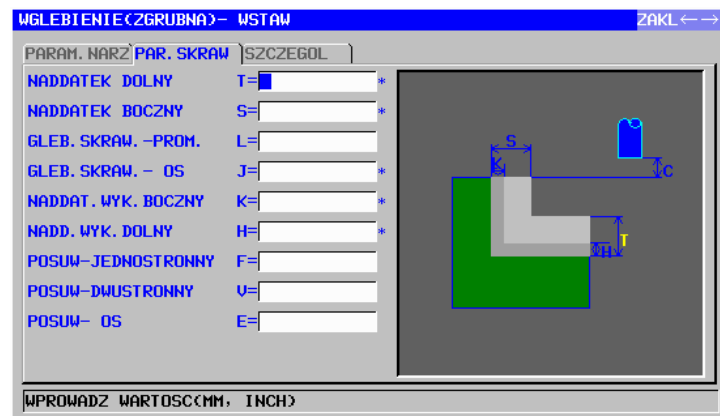 WGLEBIENIE(ZGRUBNA)- WSTAW ZAKL←→
PARAM.NARZ PAR.SKRAW SZCZEGOL
NADDATEK DOLNY T= *
NADDATEK BOCZNY S= *
GLEB.SKRAW.-PROM. L=
GLEB.SKRAW.- OS J= *
NADDAT.WYK.BOCZNY K= *
NADD.WYK.DOLNY H= *
POSUW-JEDNOSTRONNY F=
POSUW-DWUSTRONNY V=
POSUW- OS E=
S
K
C
T
H
WPROWADZ WARTOSC(MM, INCH)